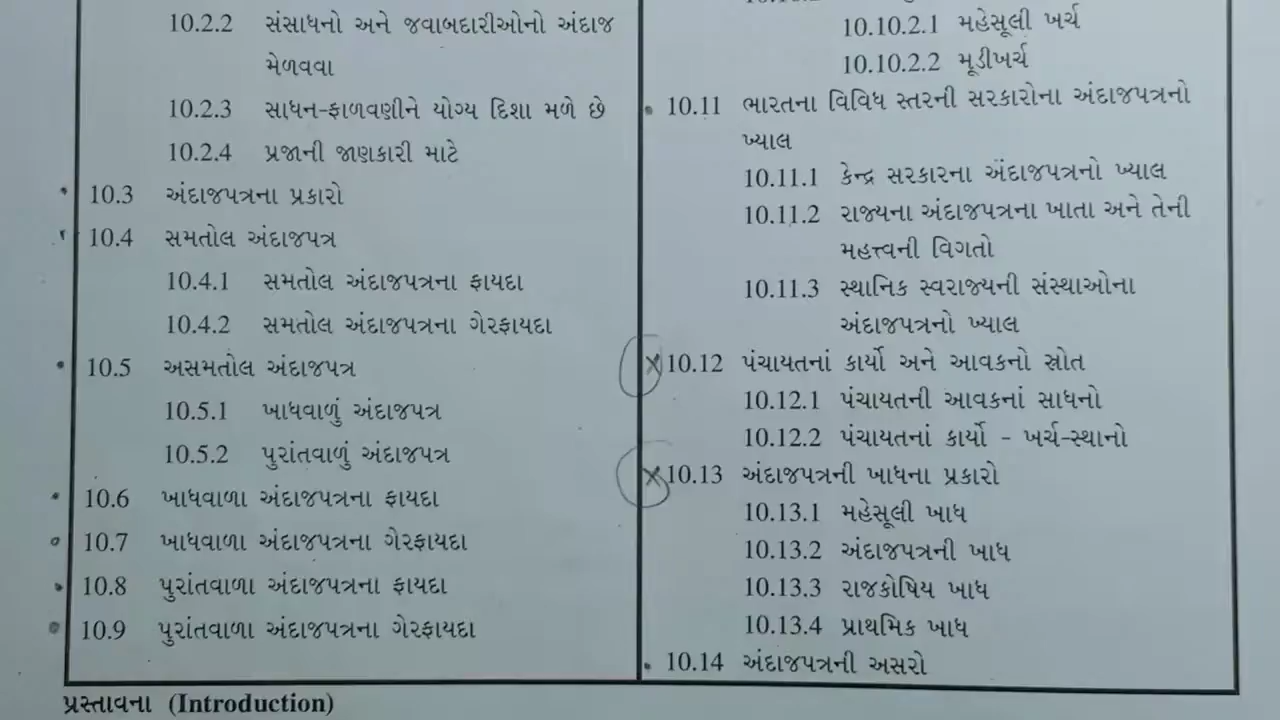 10.2.2 સંસાધનો અને જવાબદારીઓનો અંદાજ
મેળવવા
10.2.3 સાધન-ફાળવણીને યોગ્ય દિશા મળે છે
10.2.4 પ્રજાની જાણકારી માટે
10.3 અંદાજપત્રના પ્રકારો
10.4 સમતોલ અંદાજપત્ર
10.4.1 સમતોલ અંદાજપત્રના ફાયદા
10.4.2 સમતોલ અંદાજપત્રના ગેરફાયદા
10.5 અસમતોલ અંદાજપત્ર
10.5.1 ખાધવાળું અંદાજપત્ર
10.5.2 પુરાંતવાળું અંદાજપત્ર
10.6 ખાધવાળા અંદાજપત્રના ફાયદા
10.7 ખાધવાળા અંદાજપત્રના ગેરફાયદા
10.8 પુરાંતવાળા અંદાજપત્રના ફાયદા
10.9 પુરાંતવાળા અંદાજપત્રના ગેરફાયદા
10.10.2.1 મહેસૂલી ખર્ચ
10.10.2.2 મૂડીખર્ચ
10.11 ભારતના વિવિધ સ્તરની સરકારોના અંદાજપત્રનો
ખ્યાલ
10.11.1 કેન્દ્ર સરકારના અંદાજપત્રનો ખ્યાલ
10.11.2 રાજ્યના અંદાજપત્રના ખાતા અને તેની
મહત્ત્વની વિગતો
10.11.3 સ્થાનિક સ્વરાજ્યની સંસ્થાઓના
અંદાજપત્રનો ખ્યાલ
10.12 પંચાયતનાં કાર્યો અને આવકનો સ્રોત
10.12.1 પંચાયતની આવકનાં સાધનો
10.12.2 પંચાયતનાં કાર્યો - ખર્ચ-સ્થાનો
10.13 અંદાજપત્રની ખાધના પ્રકારો
10.13.1 મહેસૂલી ખાધ
10.13.2 અંદાજપત્રની ખાધ
10.13.3 રાજકોષિય ખાધ
10.13.4 પ્રાથમિક ખાધ
10.14 અંદાજપત્રની અસરો
પ્રસ્તાવના (Introduction)